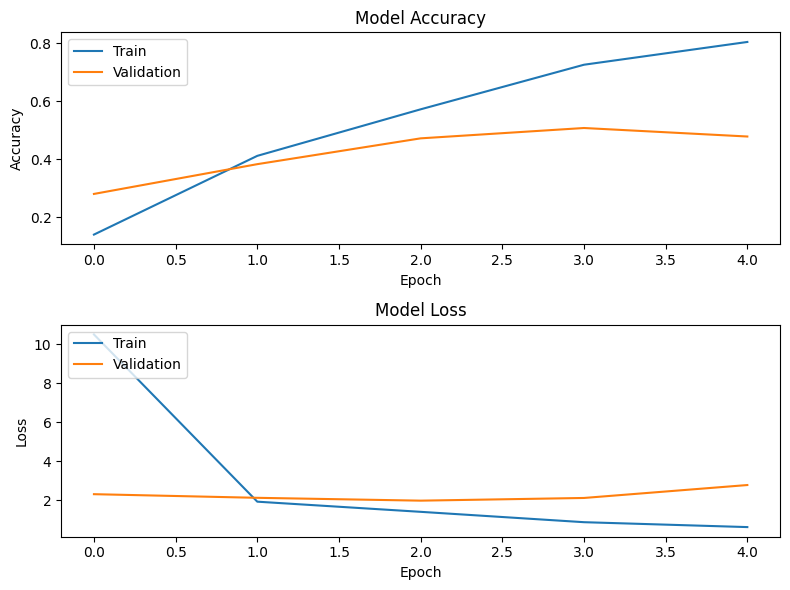 Model Accuracy
Train
Validation
Accuracy
0.8
0.6
0.4
0.2
0.0 0.5 1.0 1.5 2.0 2.5 3.0 3.5 4.0
Epoch
Model Loss
Train
Validation
Loss
10
8
6
4
2
0.0 0.5 1.0 1.5 2.0 2.5 3.0 3.5 4.0
Epoch